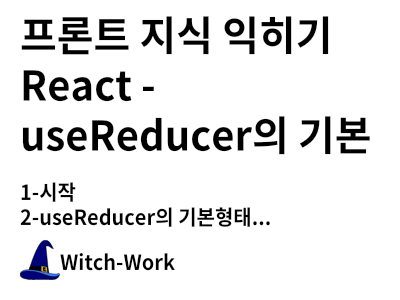 프론트 지식 익히기
React -
useReducer의 기본
1-시작
2-useReducer의 기본형태...
Witch-Work